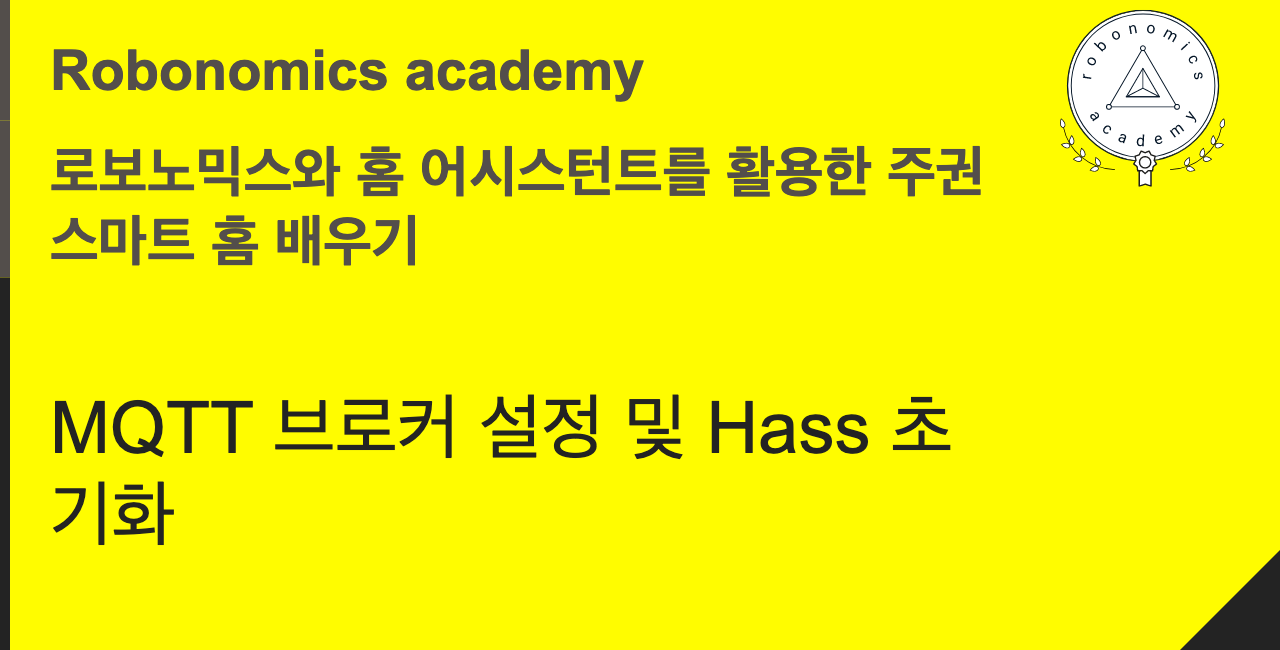 Robonomics academy
로보노믹스와 홈 어시스턴트를 활용한 주권
스마트 홈 배우기
MQTT 브로커 설정 및 Hass 초
기화
robonomics
academy